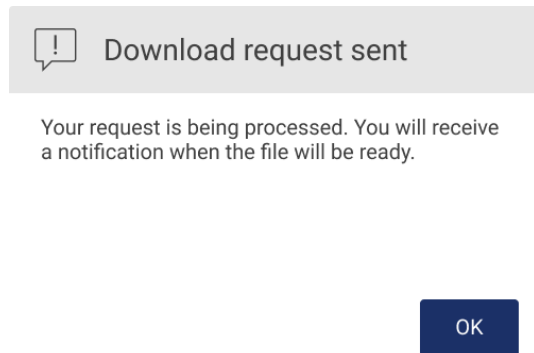 Download request sent
Your request is being processed. You will receive
a notification when the file will be ready.
OK